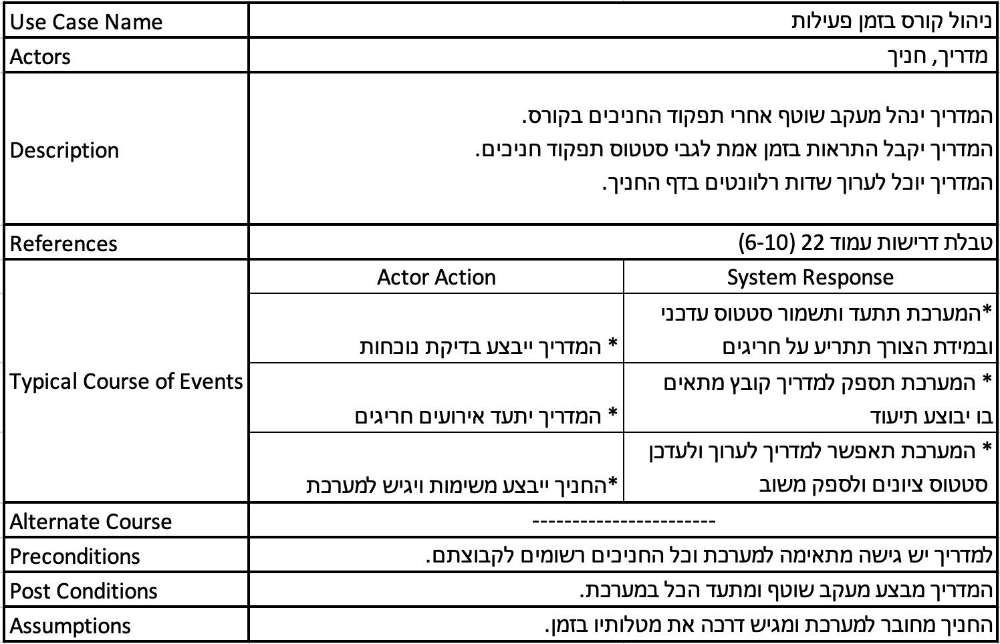 Use Case Name
ניהול קורס בזמן פעילות
Actors
מדריך, חניך
Description
המדריך ינהל מעקב שוטף אחרי תפקוד החניכים בקורס.
המדריך יקבל התראות בזמן אמת לגבי סטטוס תפקוד חניכים.
המדריך יוכל לערוך שדות רלוונטים בדף החניך.
References
טבלת דרישות עמוד 22 (6-10)
Typical Course of Events
Actor Action
System Response
* המדריך ייבצע בדיקת נוכחות
*המערכת תתעד ותשמור סטטוס עדכני
ובמידת הצורך תתריע על חריגים
* המדריך יתעד אירועים חריגים
* המערכת תספק למדריך קובץ מתאים
בו יבוצע תיעוד
*החניך ייבצע משימות ויגיש למערכת
* המערכת תאפשר למדריך לערוך ולעדכן
סטטוס ציונים ולספק משוב
Alternate Course
-----------------------
Preconditions
למדריך יש גישה מתאימה למערכת וכל החניכים רשומים לקבוצתם.
Post Conditions
המדריך מבצע מעקב שוטף ומתעד הכל במערכת.
Assumptions
החניך מחובר למערכת ומגיש דרכה את מטלותיו בזמן.